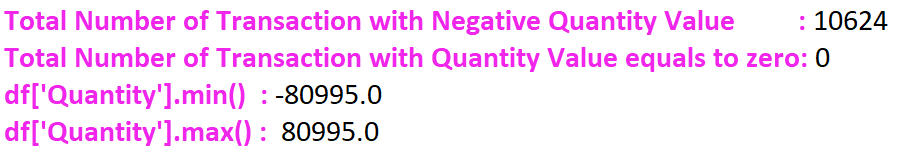 Total Number of Transaction with Negative Quantity Value : 10624
Total Number of Transaction with Quantity Value equals to zero: 0
df['Quantity'].min() : -80995.0
df['Quantity'].max() : 80995.0